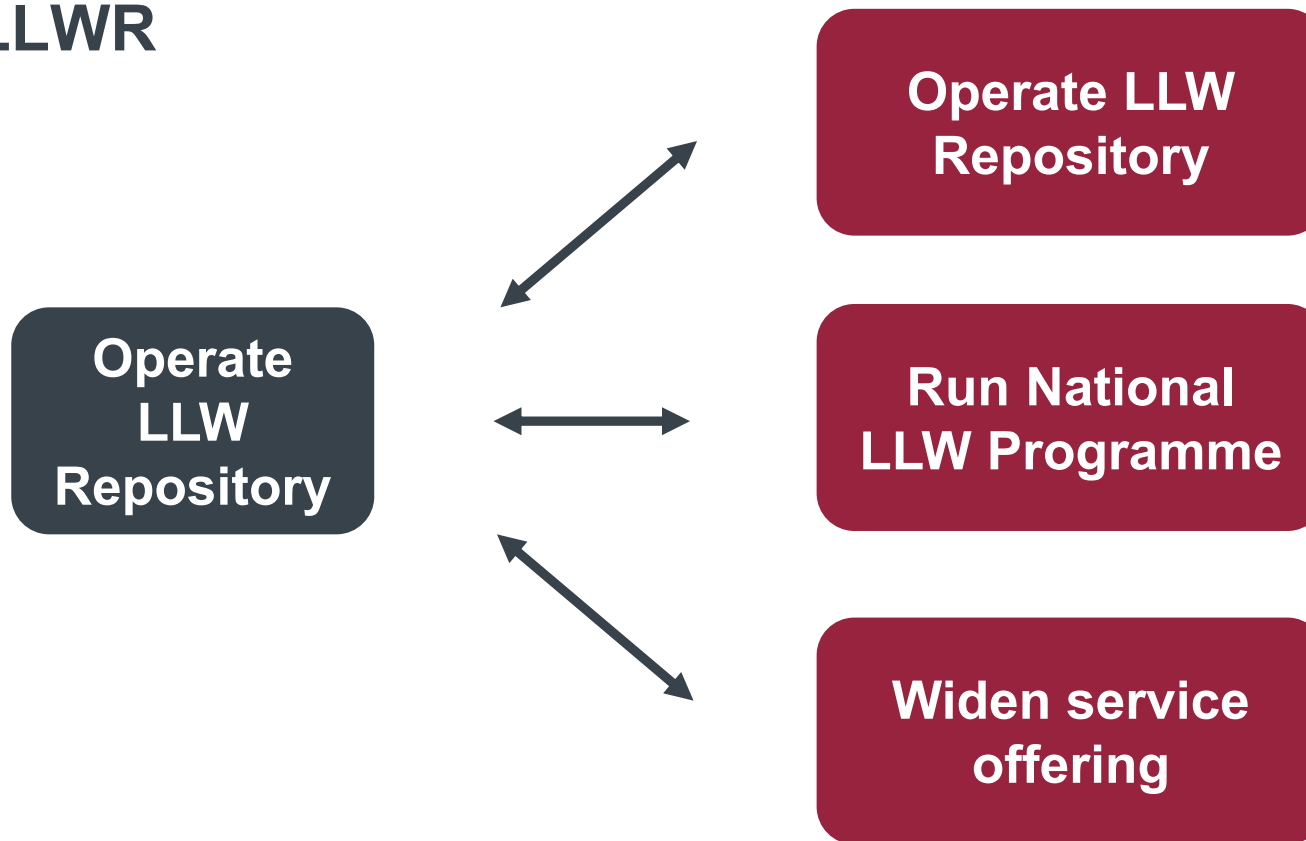 LLWR
Operate LLW
Repository
Operate
LLW
Repository
Run National
LLW Programme
Widen service
offering